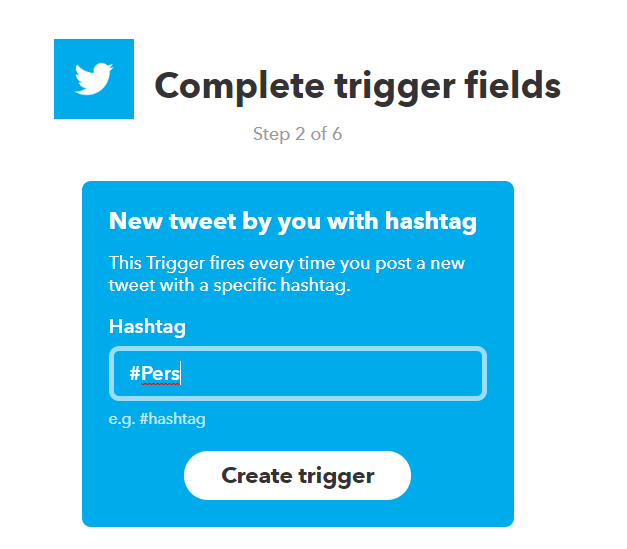 Complete trigger fields
Step 2 of 6
New tweet by you with hashtag
This Trigger fires every time you post a new
tweet with a specific hashtag.
Hashtag
#Pers
e.g. #hashtag
Create trigger